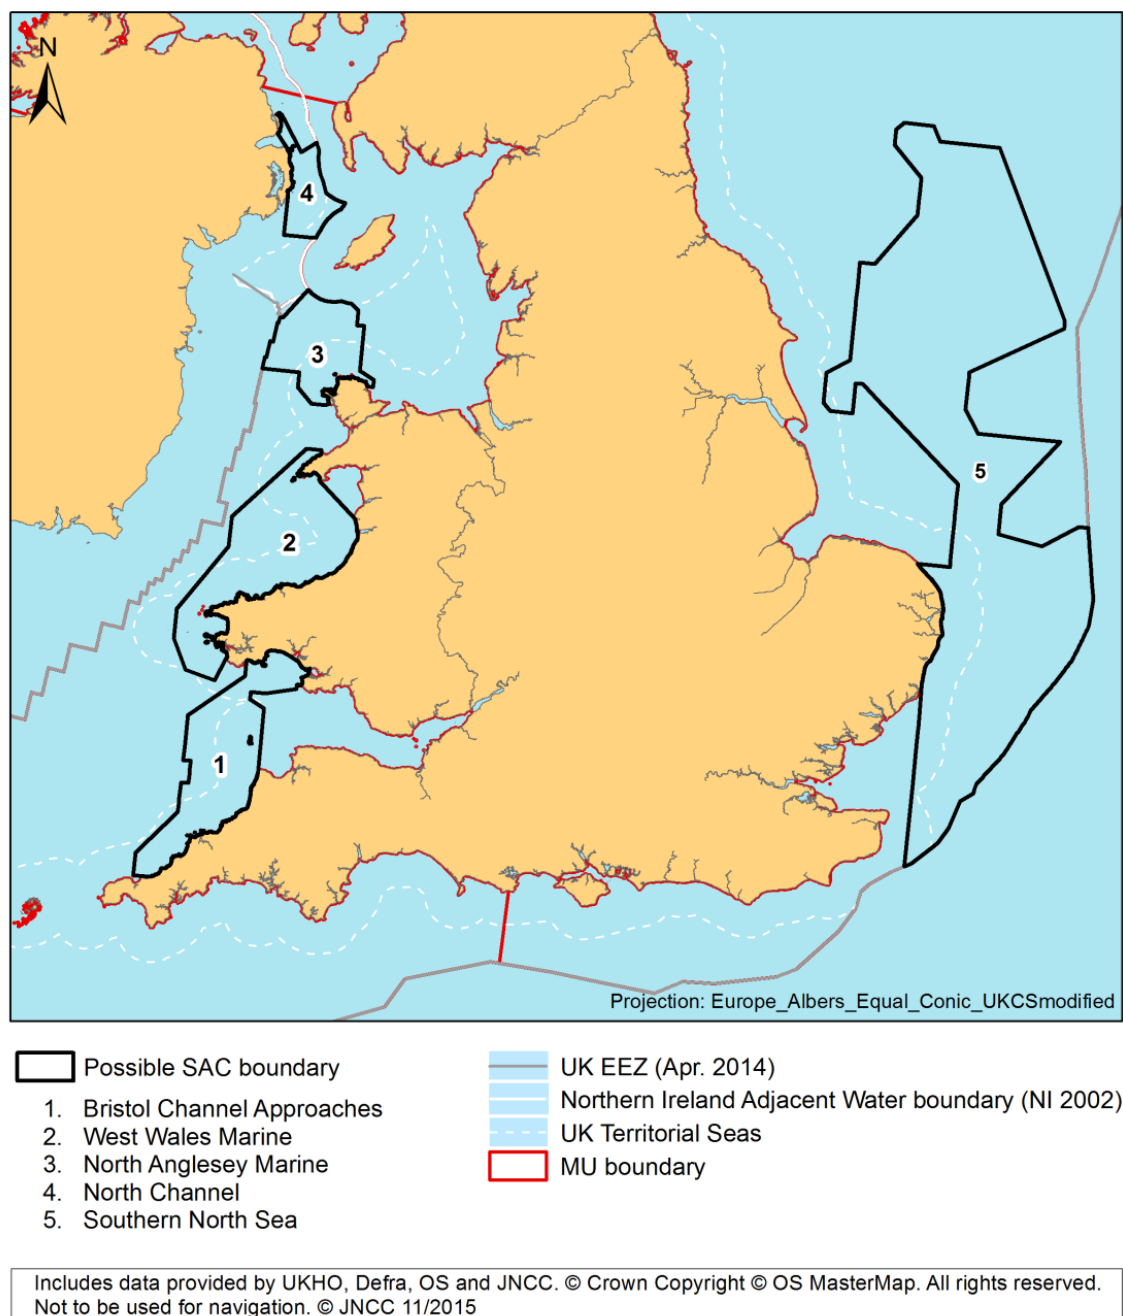 N
4
3
5
2
1
Projection: Europe_Albers_Equal_Conic_UKCSmodified
Possible SAC boundary
1. Bristol Channel Approaches
2. West Wales Marine
3. North Anglesey Marine
4. North Channel
5. Southern North Sea
UK EEZ (Apr. 2014)
Northern Ireland Adjacent Water boundary (NI 2002)
UK Territorial Seas
MU boundary
Includes data provided by UKHO, Defra, OS and JNCC. © Crown Copyright © OS MasterMap. All rights reserved.
Not to be used for navigation. © JNCC 11/2015